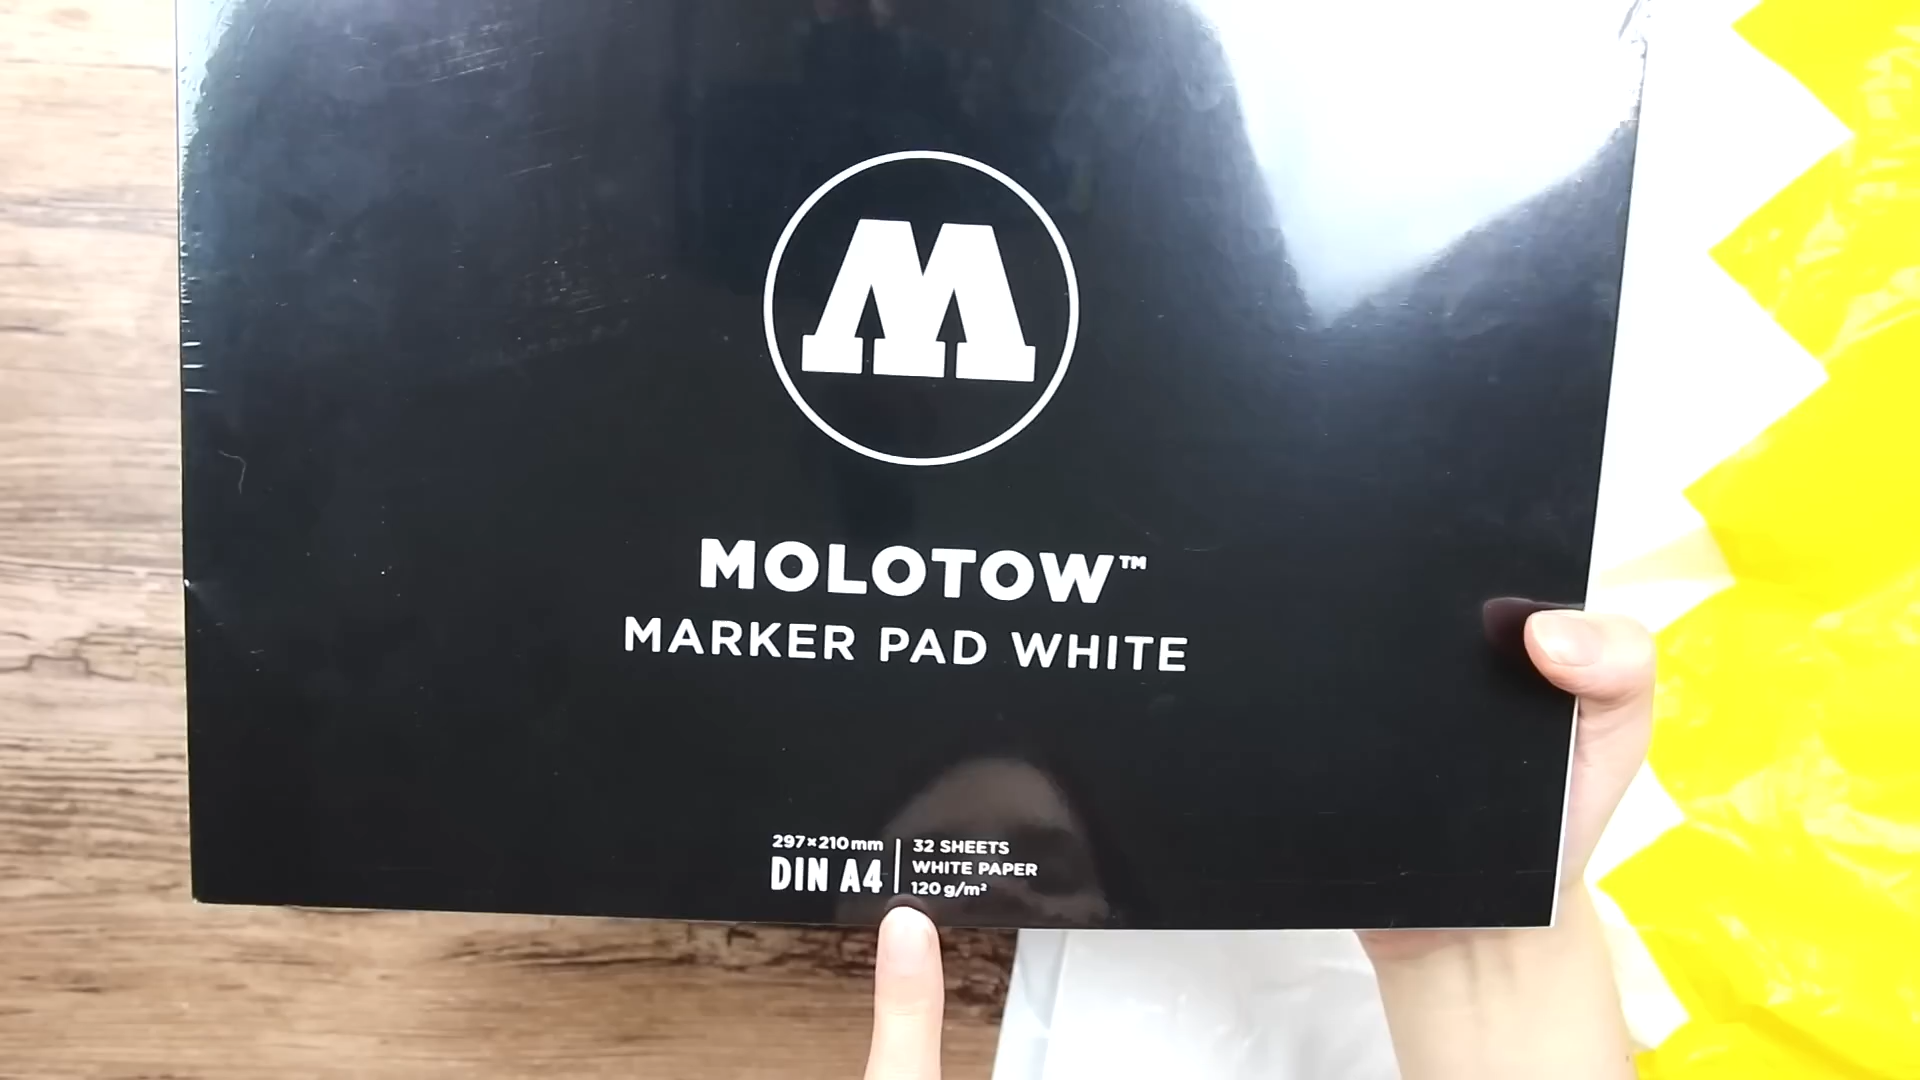 M
MOLOTOW™
MARKER PAD WHITE
297×210mm
DIN A4
32 SHEETS
WHITE PAPER
120 g/m²